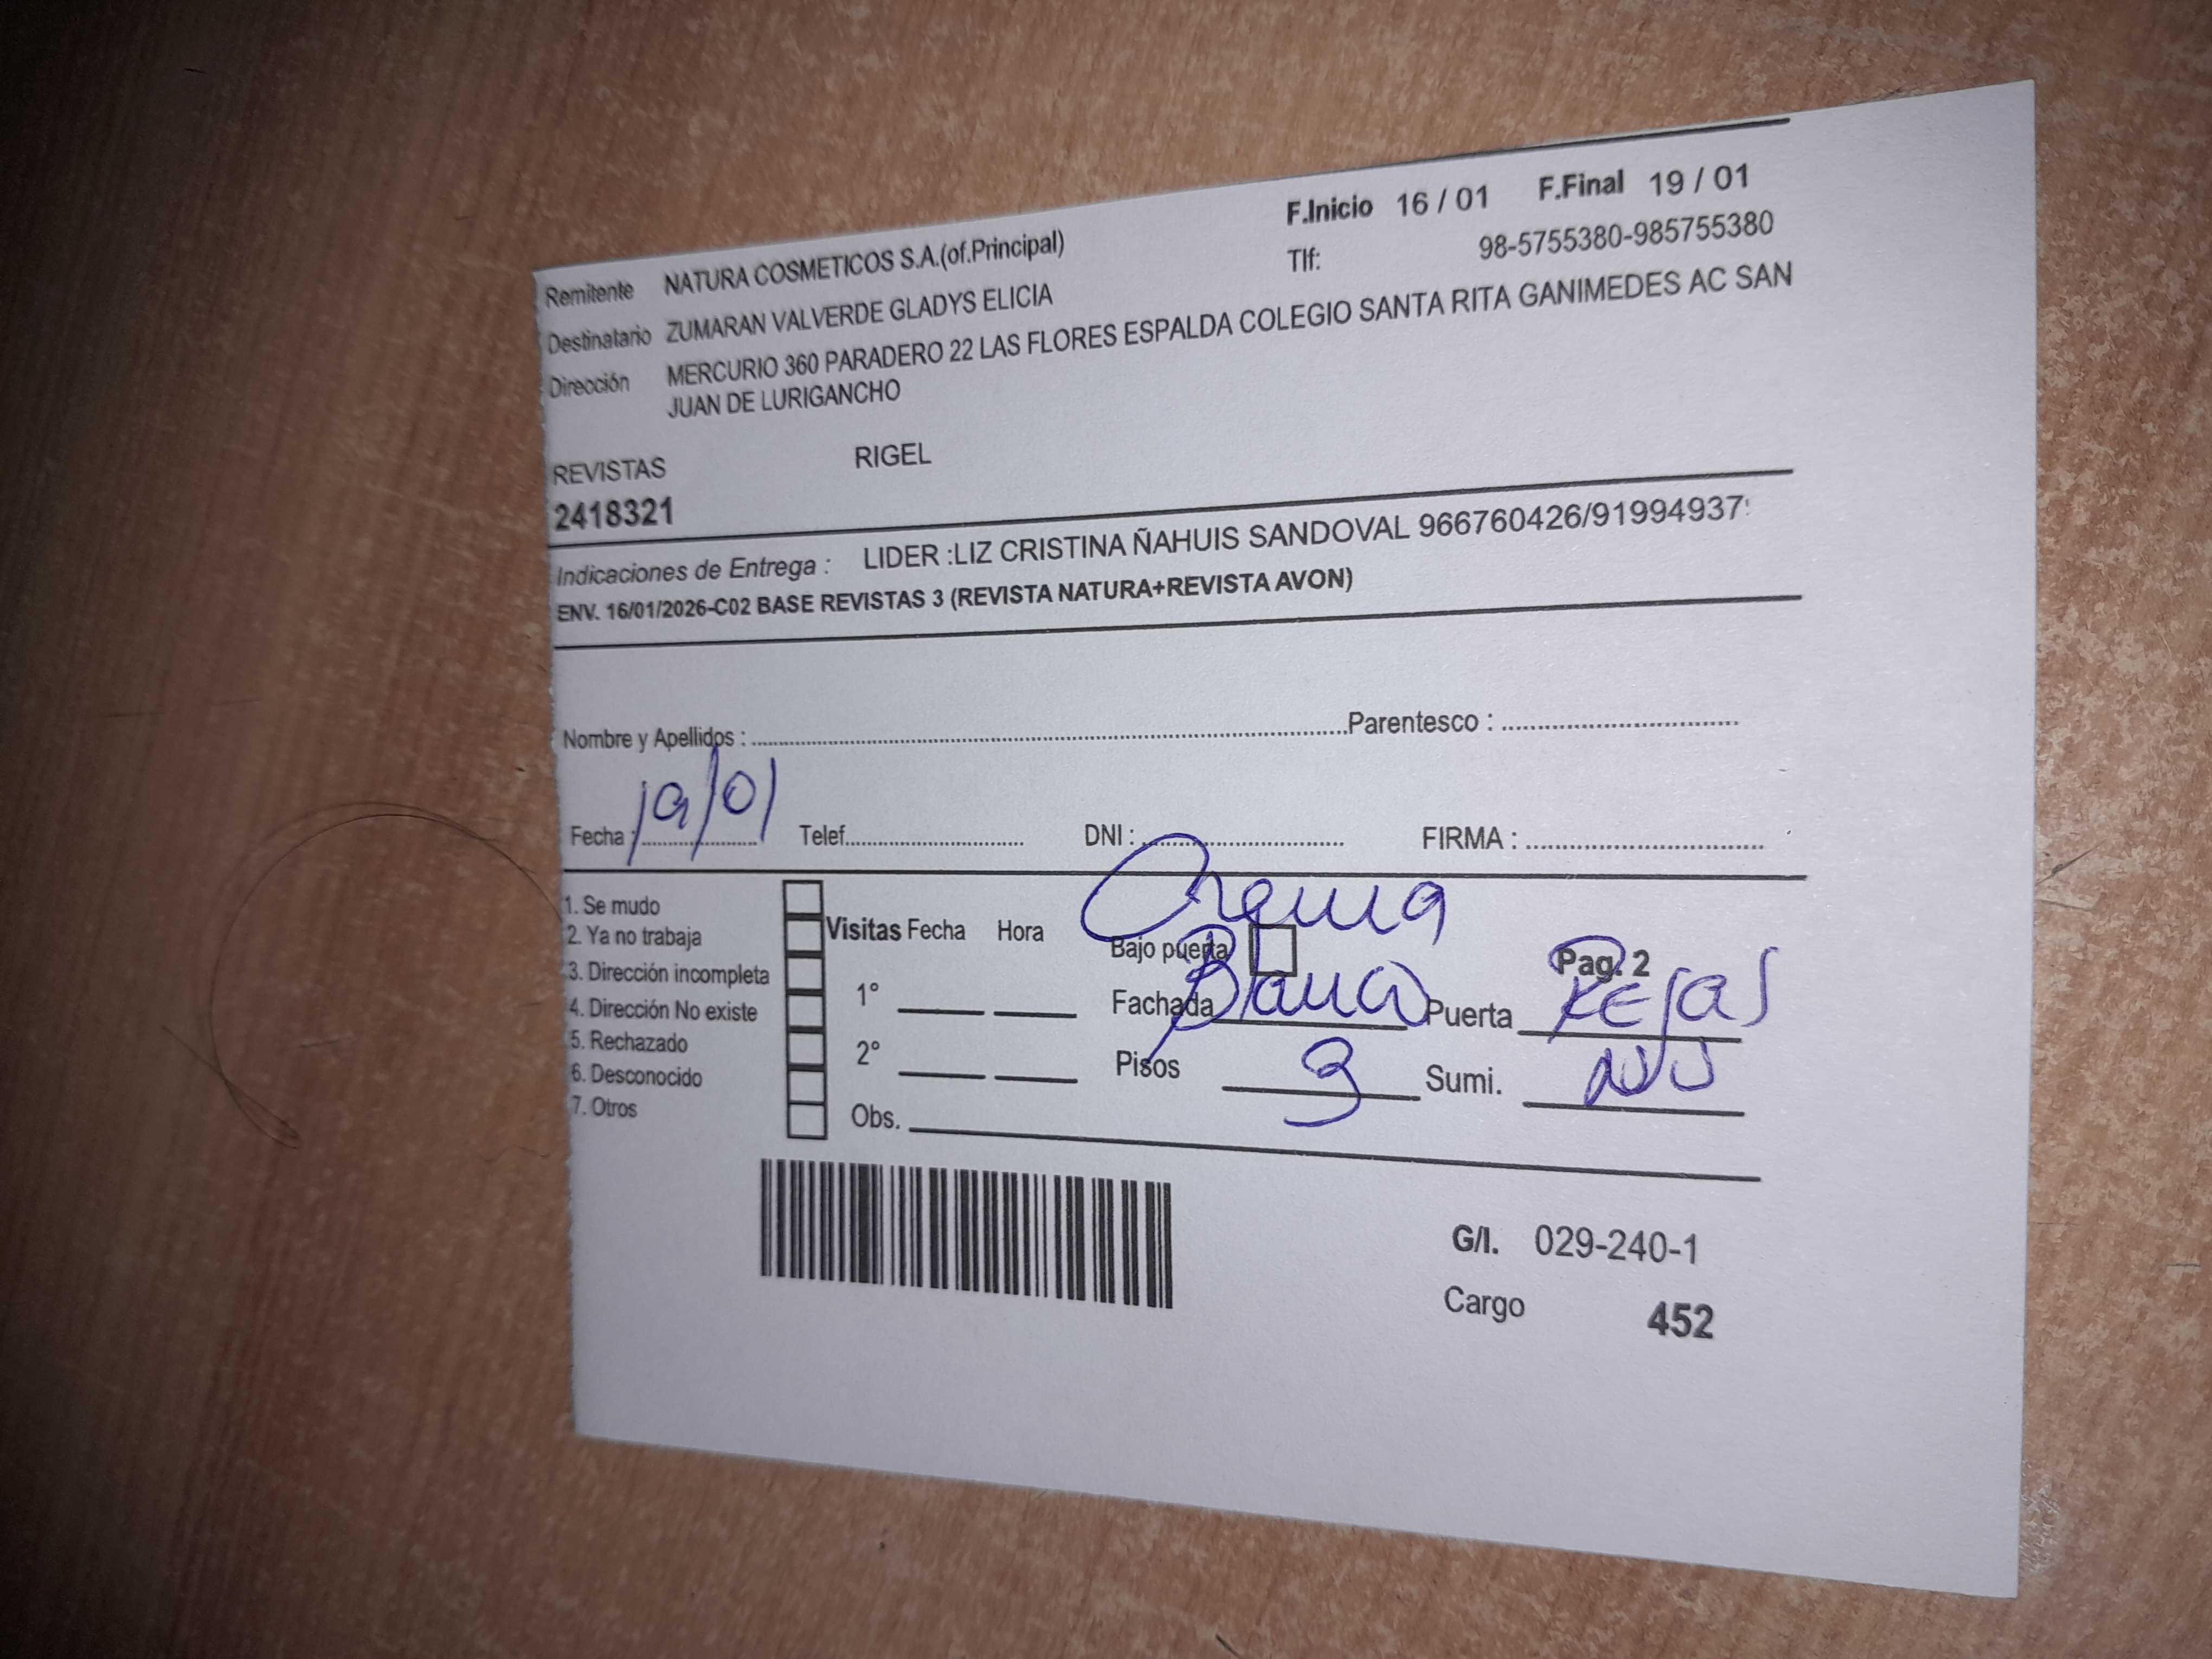 F.Inicio 16 / 01 F.Final 19 / 01
Remitente NATURA COSMETICOS S.A.(of.Principal) Tlf: 98-5755380-985755380
Destinatario ZUMARAN VALVERDE GLADYS ELICIA
Dirección MERCURIO 360 PARADERO 22 LAS FLORES ESPALDA COLEGIO SANTA RITA GANIMEDES AC SAN
JUAN DE LURIGANCHO
REVISTAS RIGEL
2418321
Indicaciones de Entrega : LIDER :LIZ CRISTINA ÑAHUIS SANDOVAL 966760426/91994937
ENV. 16/01/2026-C02 BASE REVISTAS 3 (REVISTA NATURA+REVISTA AVON)
Nombre y Apellidos : Parentesco :
Fecha : 19/01 Telef. DNI : FIRMA :
1. Se mudo
2. Ya no trabaja
3. Dirección incompleta
4. Dirección No existe
5. Rechazado
6. Desconocido
7. Otros
Visitas Fecha Hora
1°
2°
Obs.
Crema
Bajo puerta Pag. 2
Fachada Blanco Puerta Rejas
Pisos 3 Sumi.
G/I. 029-240-1
Cargo 452